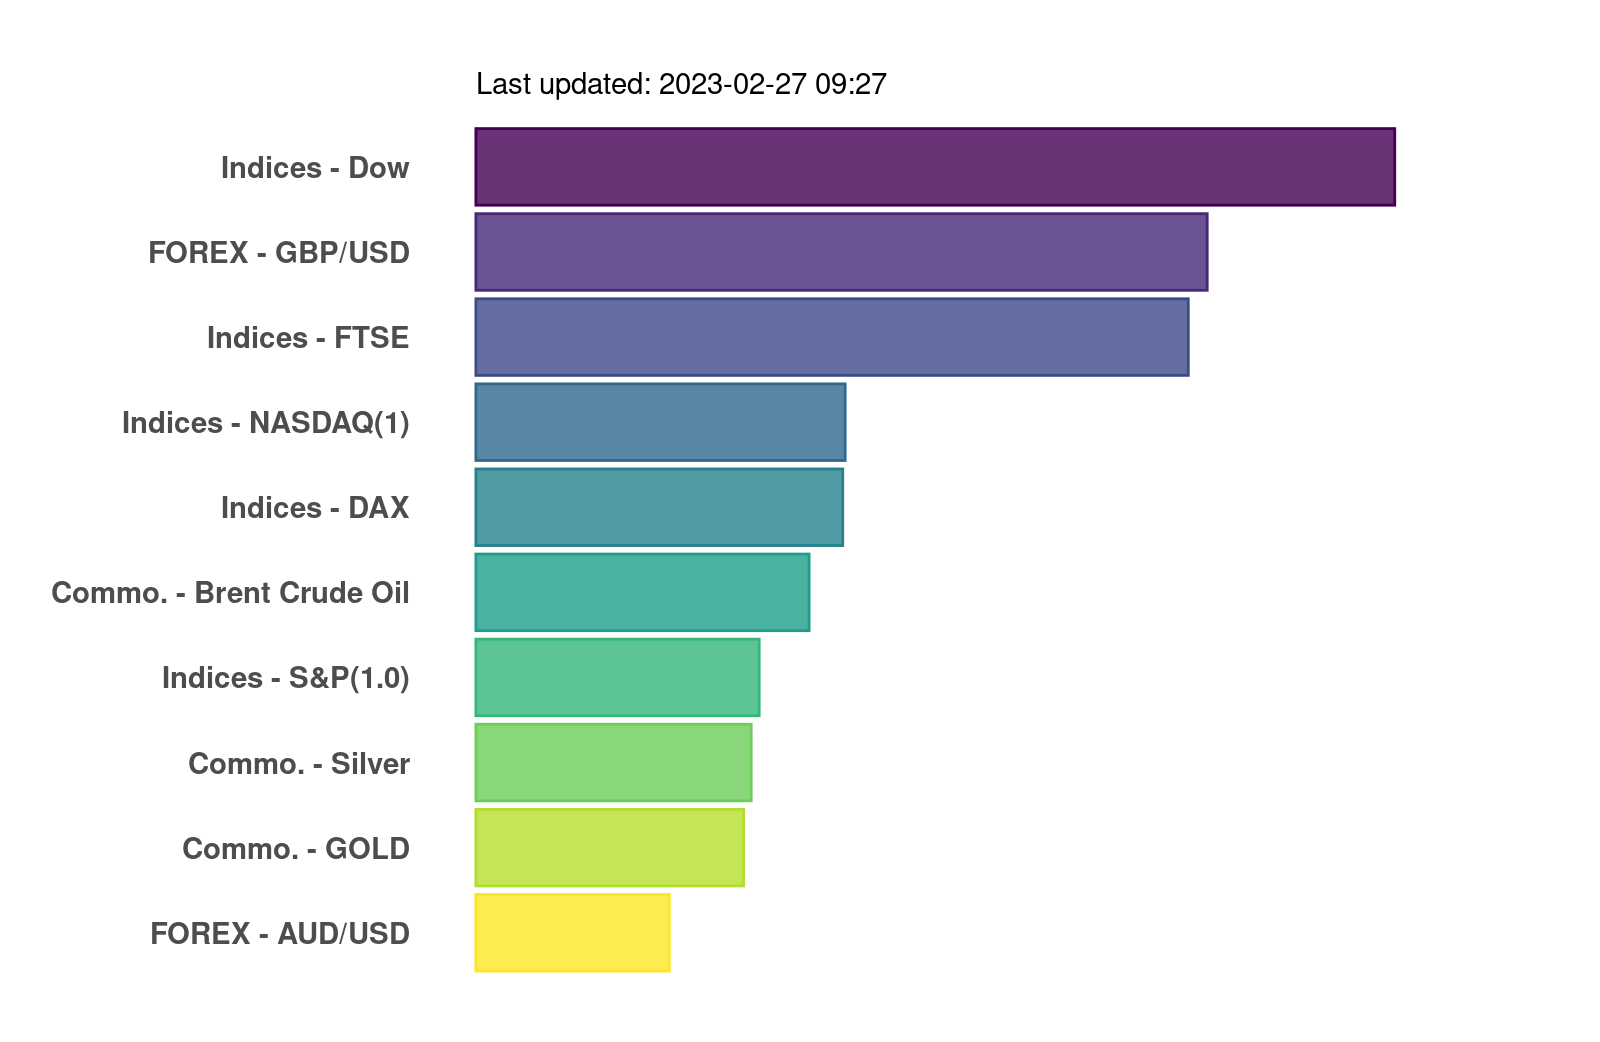 Last updated: 2023-02-27 09:27
Indices - Dow
FOREX - GBP/USD
Indices - FTSE
Indices - NASDAQ(1)
Indices - DAX
Commo. - Brent Crude Oil
Indices - S&P(1.0)
Commo. - Silver
Commo. - GOLD
FOREX - AUD/USD